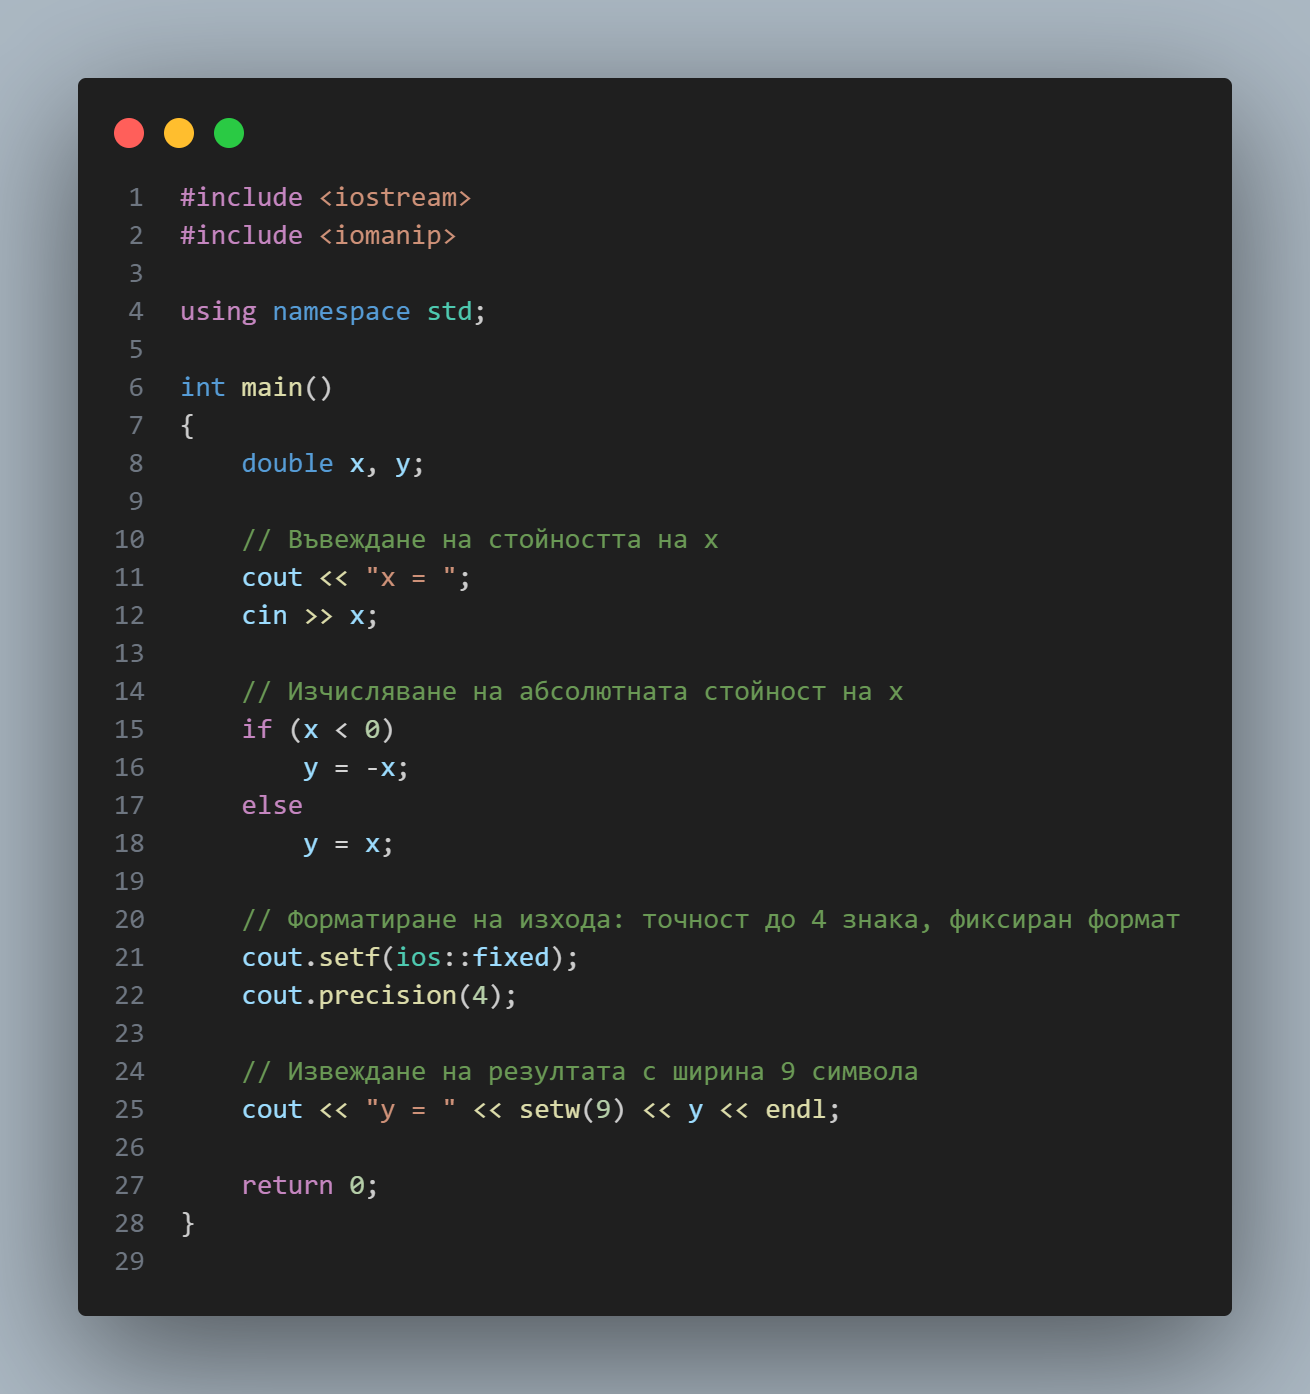 1 #include <iostream>
2 #include <iomanip>
3
4 using namespace std;
5
6 int main()
7 {
8     double x, y;
9
10     // Въвеждане на стойността на x
11     cout << "x = ";
12     cin >> x;
13
14     // Изчисляване на абсолютната стойност на x
15     if (x < 0)
16         y = -x;
17     else
18         y = x;
19
20     // Форматиране на изхода: точност до 4 знака, фиксиран формат
21     cout.setf(ios::fixed);
22     cout.precision(4);
23
24     // Извеждане на резултата с ширина 9 символа
25     cout << "y = " << setw(9) << y << endl;
26
27     return 0;
28 }
29